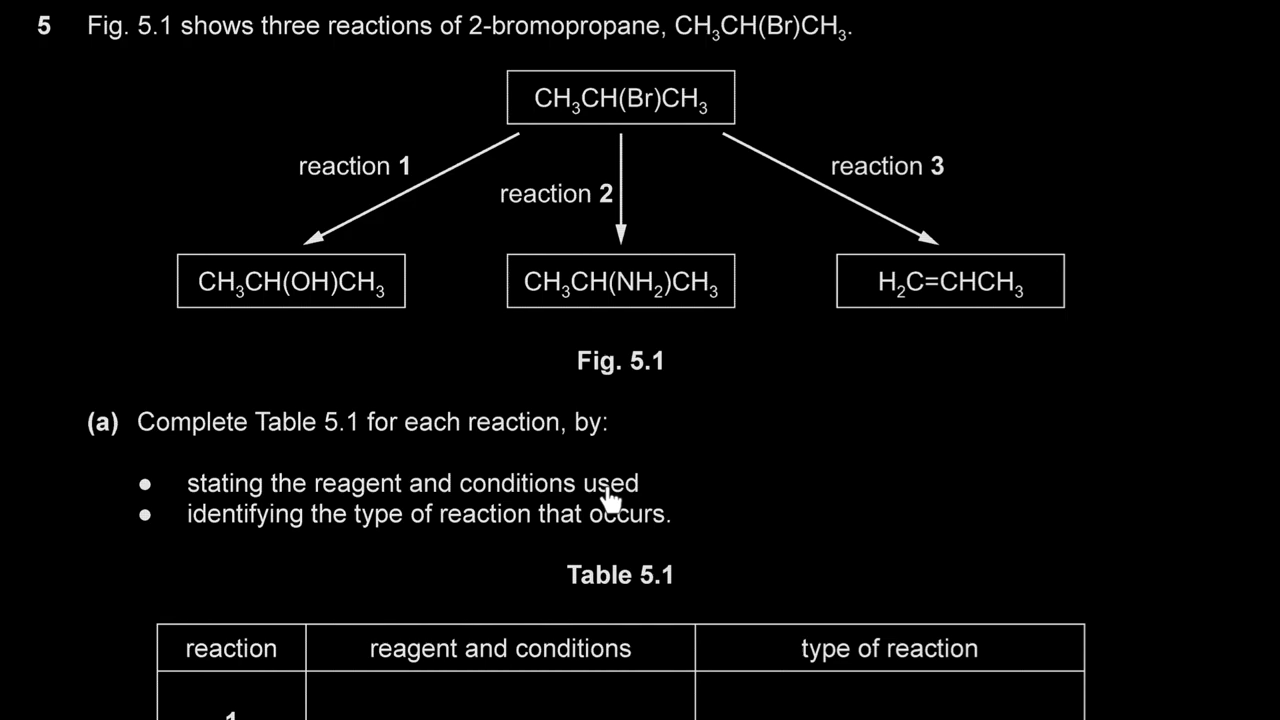 5 Fig. 5.1 shows three reactions of 2-bromopropane, CH₃CH(Br)CH₃.
CH₃CH(Br)CH₃
reaction 1
reaction 2
reaction 3
CH₃CH(OH)CH₃
CH₃CH(NH₂)CH₃
H₂C=CHCH₃
Fig. 5.1
(a) Complete Table 5.1 for each reaction, by:
● stating the reagent and conditions used
● identifying the type of reaction that occurs.
Table 5.1
reaction reagent and conditions type of reaction
1